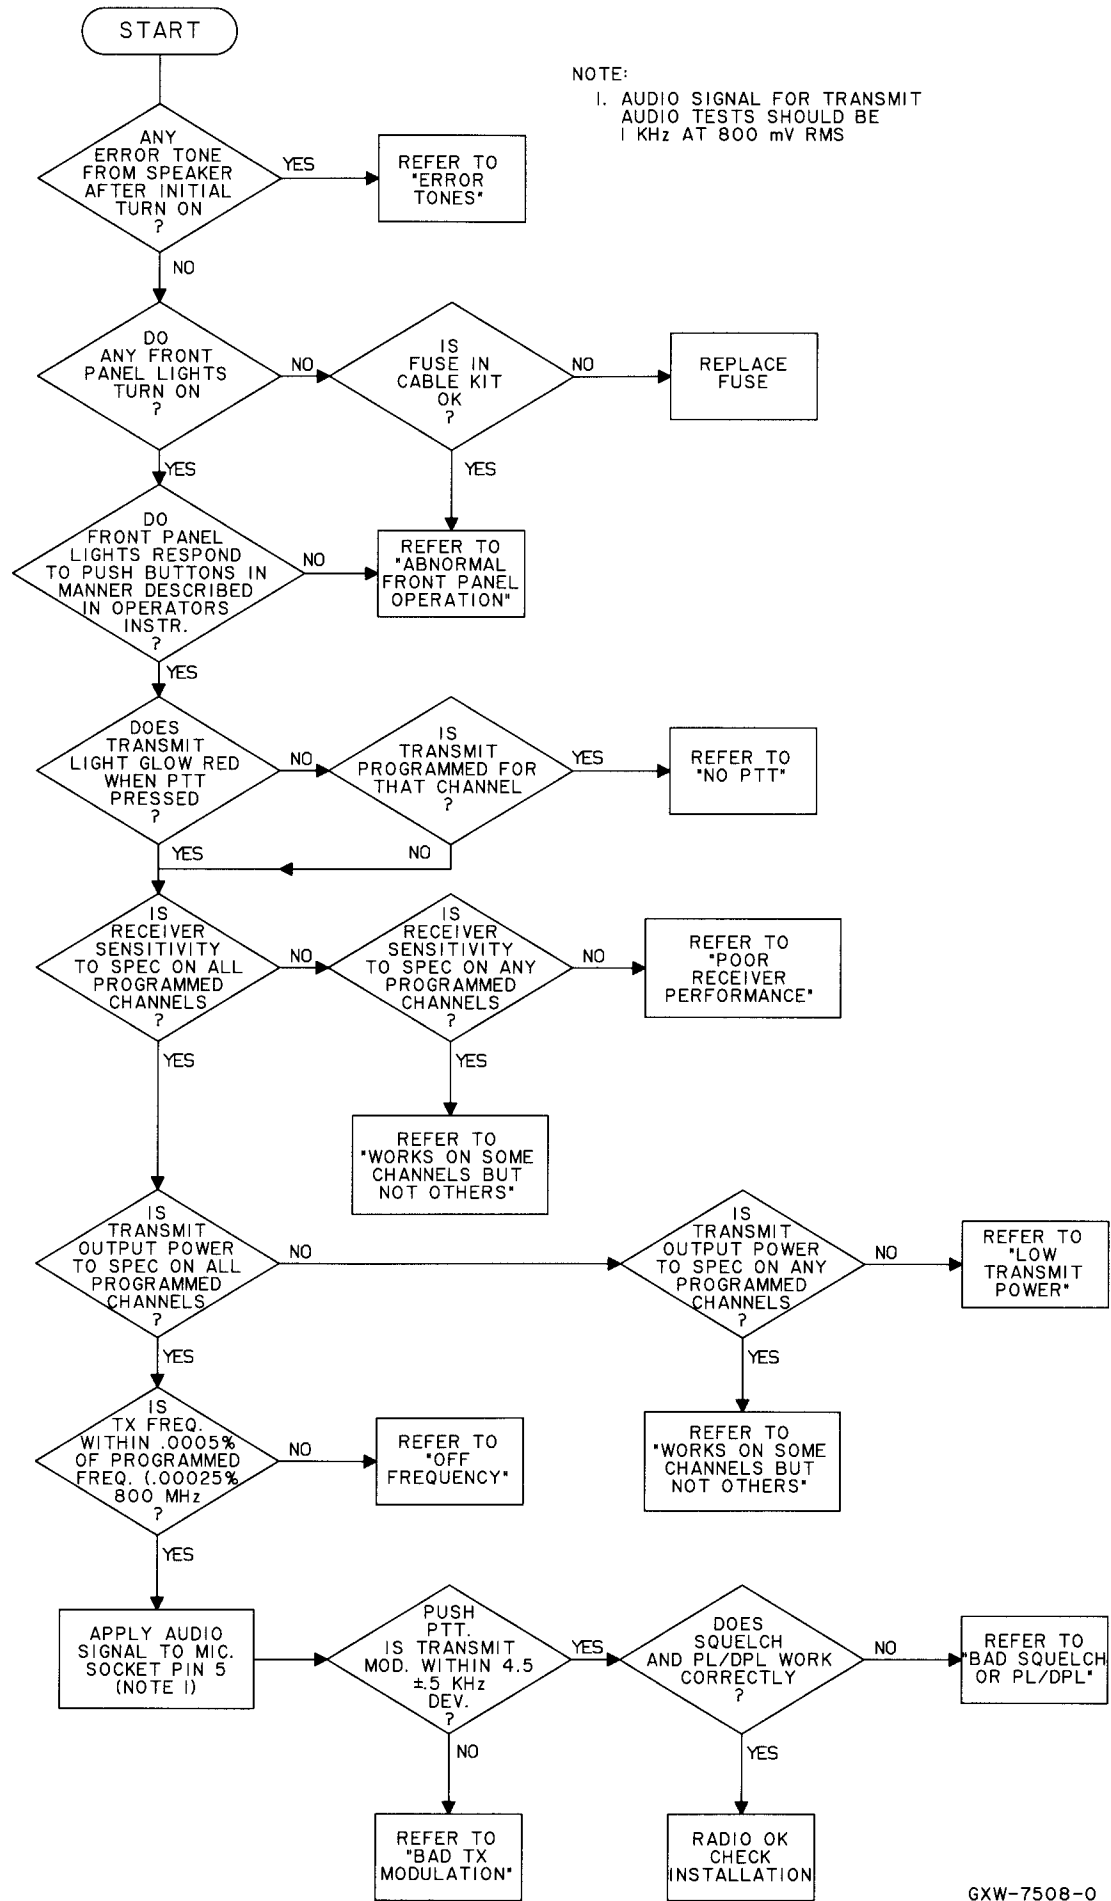 START
NOTE:
1. AUDIO SIGNAL FOR TRANSMIT
AUDIO TESTS SHOULD BE
1 KHz AT 800 mV RMS
ANY
ERROR TONE
FROM SPEAKER
AFTER INITIAL
TURN ON
?
YES
REFER TO
"ERROR
TONES"
NO
DO
ANY FRONT
PANEL LIGHTS
TURN ON
?
NO
IS
FUSE IN
CABLE KIT
OK
?
NO
REPLACE
FUSE
YES
YES
DO
FRONT PANEL
LIGHTS RESPOND
TO PUSH BUTTONS IN
MANNER DESCRIBED
IN OPERATORS
INSTR.
?
NO
REFER TO
"ABNORMAL
FRONT PANEL
OPERATION"
YES
DOES
TRANSMIT
LIGHT GLOW RED
WHEN PTT
PRESSED
?
NO
IS
TRANSMIT
PROGRAMMED FOR
THAT CHANNEL
?
YES
REFER TO
"NO PTT"
YES
NO
IS
RECEIVER
SENSITIVITY
TO SPEC ON ALL
PROGRAMMED
CHANNELS
?
NO
IS
RECEIVER
SENSITIVITY
TO SPEC ON ANY
PROGRAMMED
CHANNELS
?
NO
REFER TO
"POOR
RECEIVER
PERFORMANCE"
YES
YES
REFER TO
"WORKS ON SOME
CHANNELS BUT
NOT OTHERS"
IS
TRANSMIT
OUTPUT POWER
TO SPEC ON ALL
PROGRAMMED
CHANNELS
?
NO
IS
TRANSMIT
OUTPUT POWER
TO SPEC ON ANY
PROGRAMMED
CHANNELS
?
NO
REFER TO
"LOW
TRANSMIT
POWER"
YES
YES
IS
TX FREQ.
WITHIN .0005%
OF PROGRAMMED
FREQ. (.00025%
800 MHz
?
NO
REFER TO
"OFF
FREQUENCY"
REFER TO
"WORKS ON SOME
CHANNELS BUT
NOT OTHERS"
YES
APPLY AUDIO
SIGNAL TO MIC.
SOCKET PIN 5
(NOTE 1)
PUSH
PTT.
IS TRANSMIT
MOD. WITHIN 4.5
±.5 KHz
DEV.
?
YES
DOES
SQUELCH
AND PL/DPL WORK
CORRECTLY
?
NO
REFER TO
"BAD SQUELCH
OR PL/DPL"
NO
YES
REFER TO
"BAD TX
MODULATION"
RADIO OK
CHECK
INSTALLATION
GXW-7508-0